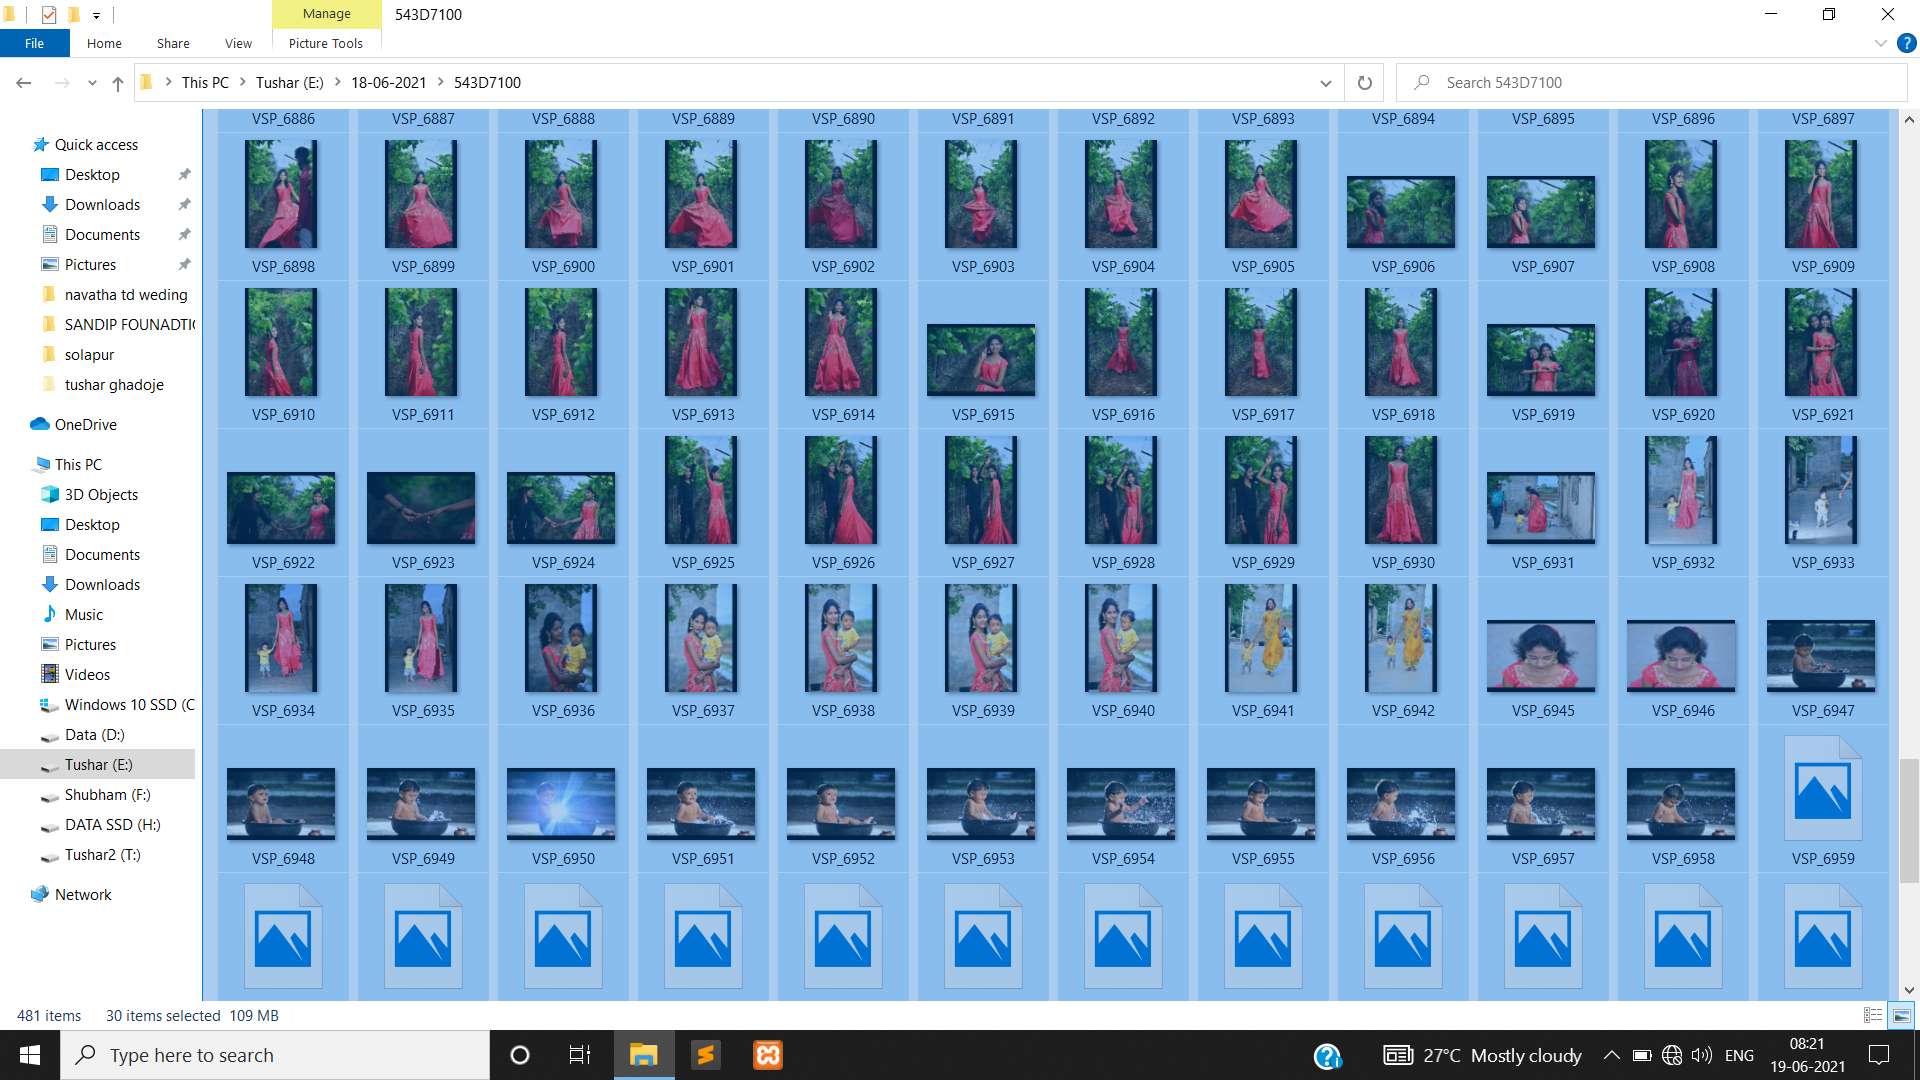 Manage
543D7100
File
Home
Share
View
Picture Tools
This PC
Tushar (E:)
18-06-2021
543D7100
Search 543D7100
Quick access
Desktop
Downloads
Documents
Pictures
navatha td weding
SANDIP FOUNADTI
solapur
tushar ghadoje
OneDrive
This PC
3D Objects
Desktop
Documents
Downloads
Music
Pictures
Videos
Windows 10 SSD (C
Data (D:)
Tushar (E:)
Shubham (F:)
DATA SSD (H:)
Tushar2 (T:)
Network
VSP_6886 VSP_6887 VSP_6888 VSP_6889 VSP_6890 VSP_6891 VSP_6892 VSP_6893 VSP_6894 VSP_6895 VSP_6896 VSP_6897
VSP_6898 VSP_6899 VSP_6900 VSP_6901 VSP_6902 VSP_6903 VSP_6904 VSP_6905 VSP_6906 VSP_6907 VSP_6908 VSP_6909
VSP_6910 VSP_6911 VSP_6912 VSP_6913 VSP_6914 VSP_6915 VSP_6916 VSP_6917 VSP_6918 VSP_6919 VSP_6920 VSP_6921
VSP_6922 VSP_6923 VSP_6924 VSP_6925 VSP_6926 VSP_6927 VSP_6928 VSP_6929 VSP_6930 VSP_6931 VSP_6932 VSP_6933
VSP_6934 VSP_6935 VSP_6936 VSP_6937 VSP_6938 VSP_6939 VSP_6940 VSP_6941 VSP_6942 VSP_6945 VSP_6946 VSP_6947
VSP_6948 VSP_6949 VSP_6950 VSP_6951 VSP_6952 VSP_6953 VSP_6954 VSP_6955 VSP_6956 VSP_6957 VSP_6958 VSP_6959
481 items 30 items selected 109 MB
Type here to search
27°C Mostly cloudy
ENG
08:21
19-06-2021